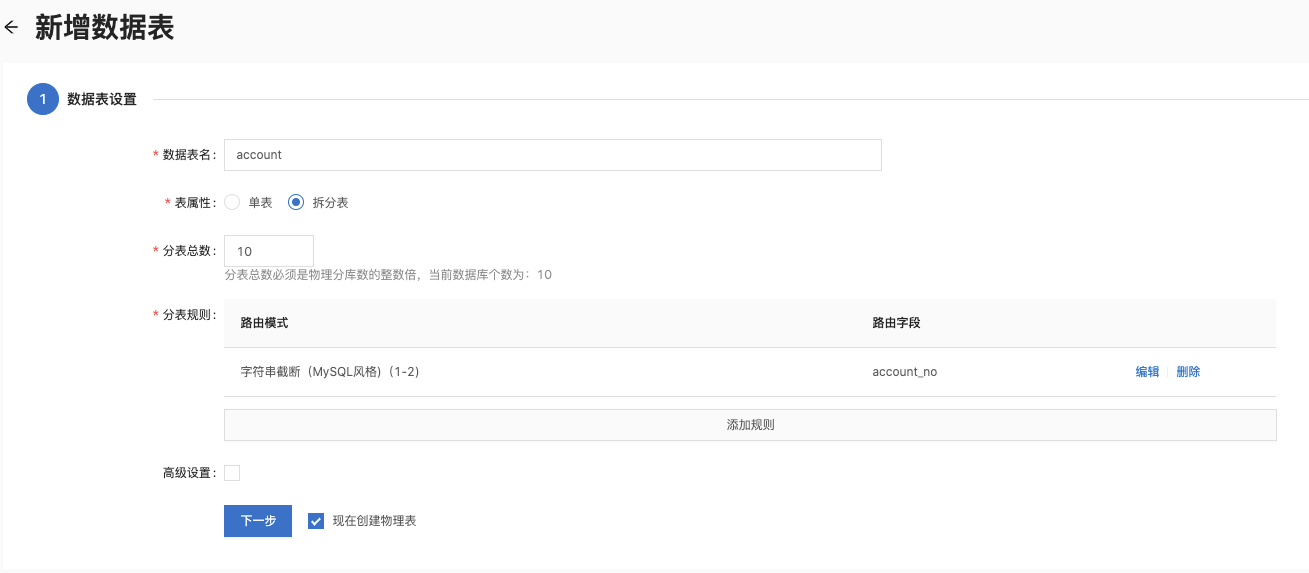 新增数据表
1 数据表设置
* 数据表名: account
* 表属性: 单表 拆分表
* 分表总数: 10
分表总数必须是物理分库数的整数倍，当前数据库个数为：10
* 分表规则: 路由模式 路由字段
字符串截断（MySQL风格)（1-2） account_no 编辑 删除
添加规则
高级设置:
下一步 现在创建物理表